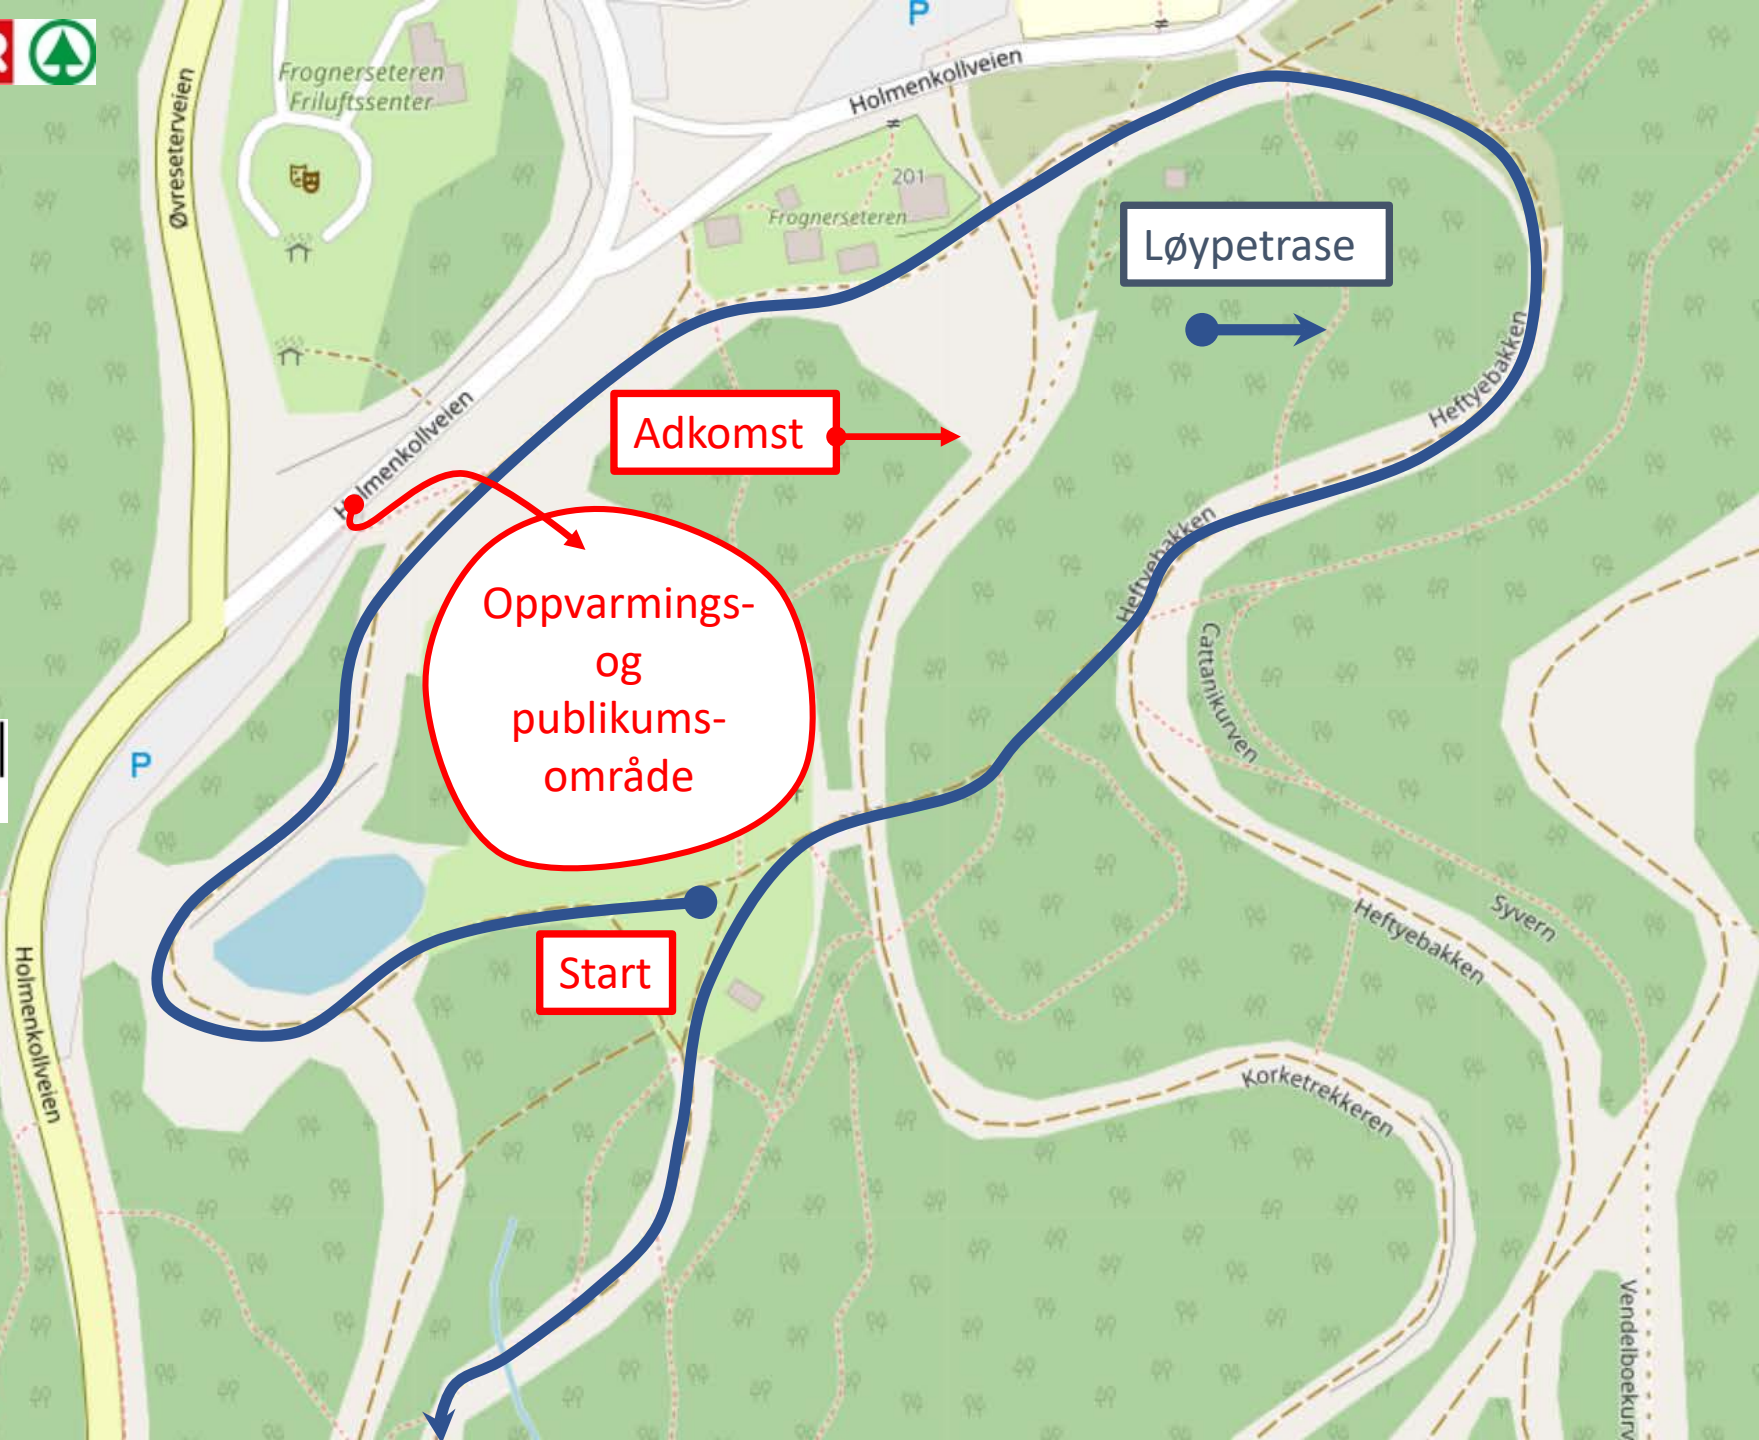 P
Holmenkollveien
Frognerseteren
Friluftssenter
Øvreseterveien
201
Frognerseteren
Løypetrase
Heftyebakken
Adkomst
Holmenkollveien
Heftyebakken
Oppvarmings-
og
publikums-
område
Cattanikurven
P
Start
Syvern
Heftyebakken
Holmenkollveien
Korketrekkeren
Vendelboekurv